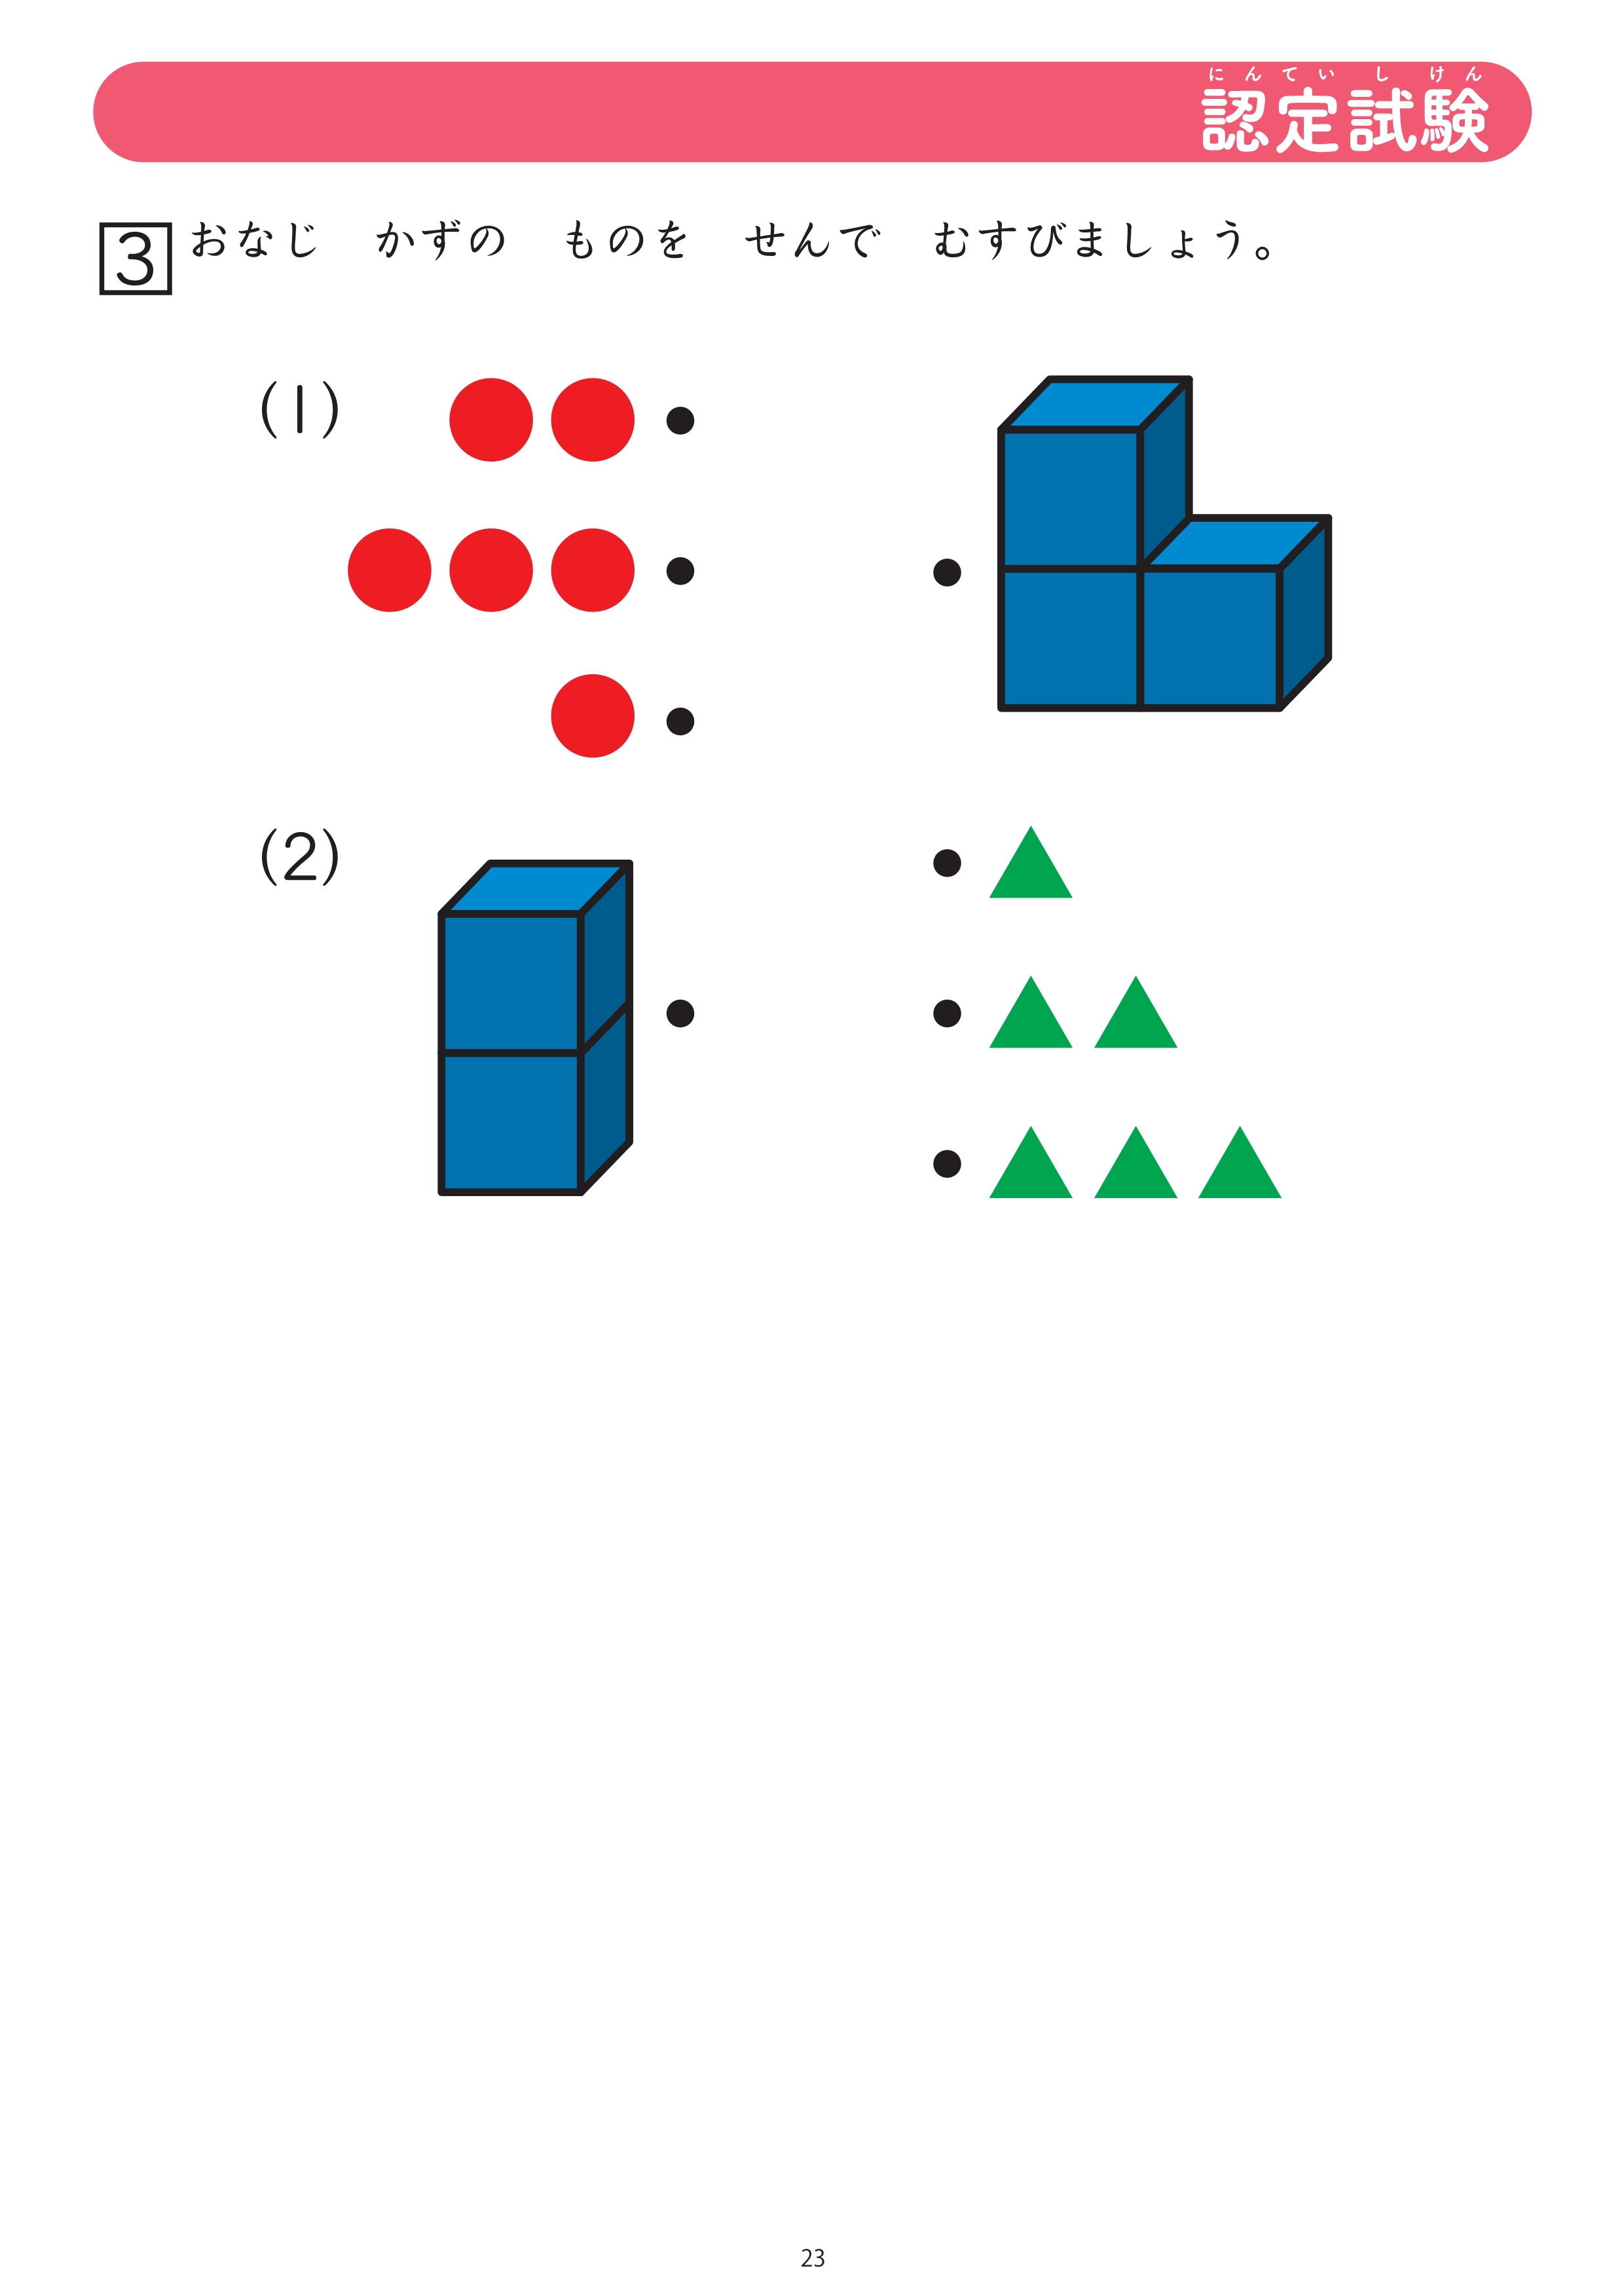 にんていしけん
認定試験
3 おなじ かずの ものを せんで むすびましょう。
(1)
(2)
23